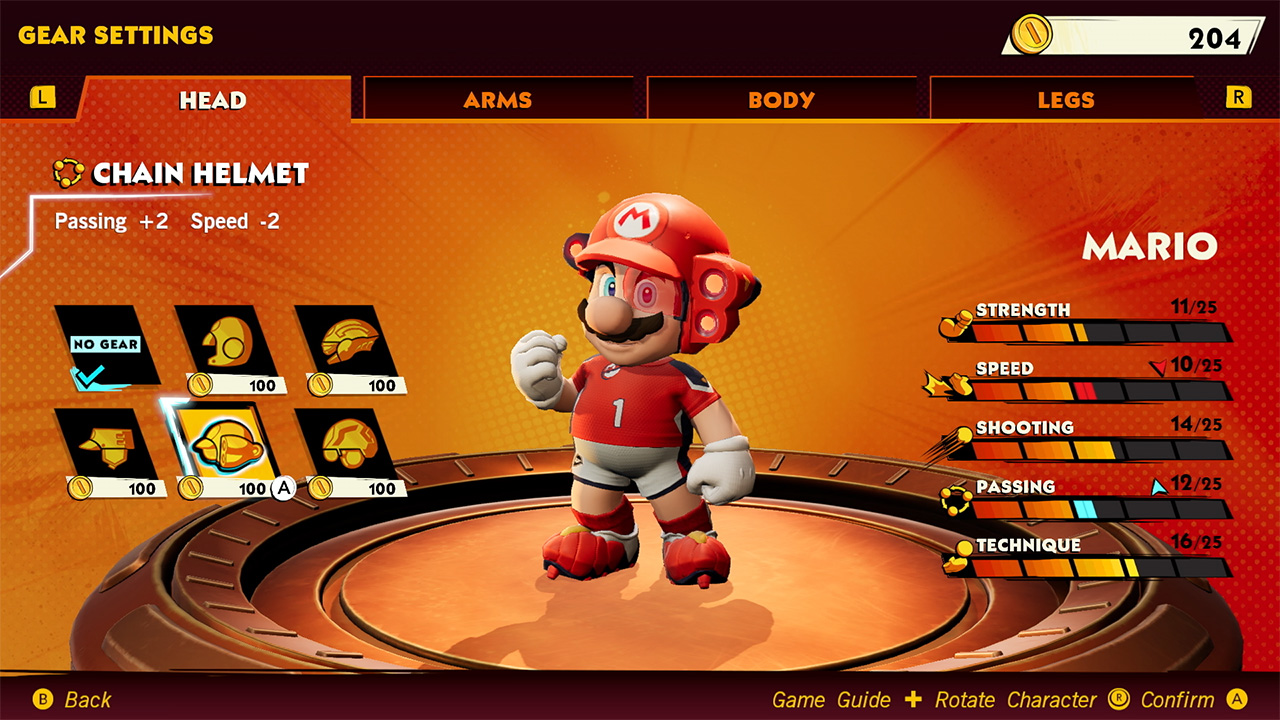 GEAR SETTINGS
204
L HEAD ARMS BODY LEGS R
CHAIN HELMET
Passing +2 Speed -2
NO GEAR
100
100
100
100 A
100
M
1
MARIO
STRENGTH 11/25
SPEED 10/25
SHOOTING 14/25
PASSING 12/25
TECHNIQUE 16/25
B Back
Game Guide + Rotate Character R Confirm A